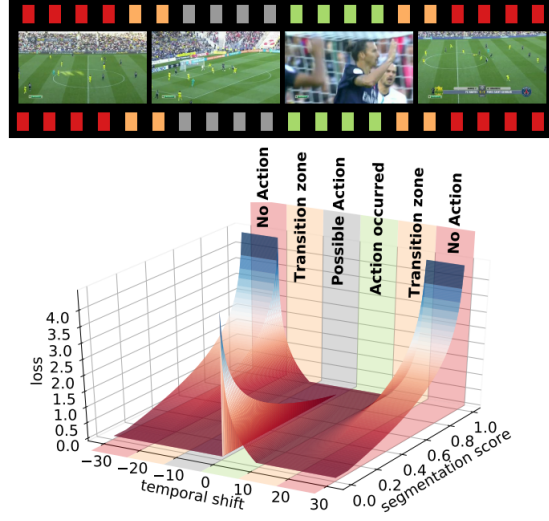 No Action
Transition zone
Possible Action
Action occurred
Transition zone
No Action
4.0
3.5
3.0
2.5
2.0
1.5
1.0
0.5
0.0
loss
−30
−20
−10
0
10
20
30
temporal shift
0.0
0.2
0.4
0.6
0.8
1.0
segmentation score